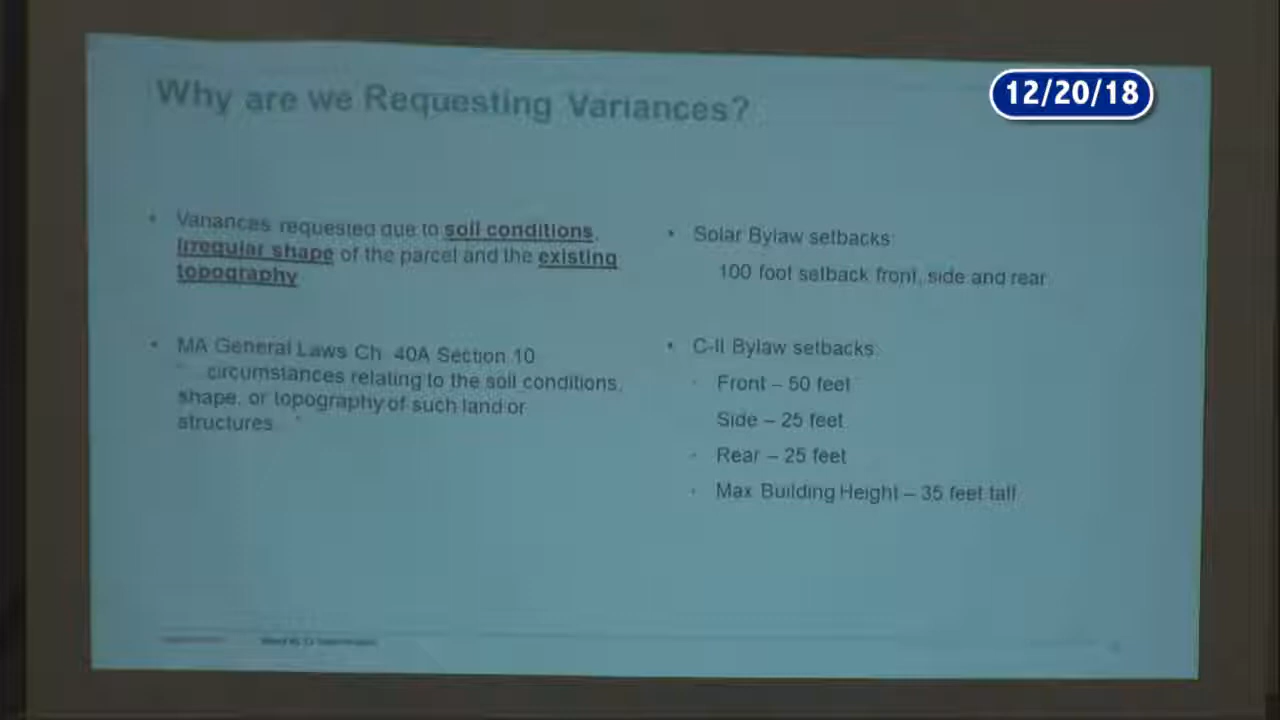 12/20/18
Why are we Requesting Variances?
• Variances requested due to soil conditions,
irregular shape of the parcel and the existing
topography
• MA General Laws Ch. 40A Section 10
circumstances relating to the soil conditions,
shape, or topography of such land or
structures
• Solar Bylaw setbacks:
100 foot setback front, side and rear
• C-II Bylaw setbacks:
Front – 50 feet
Side – 25 feet
Rear – 25 feet
Max Building Height – 35 feet tall